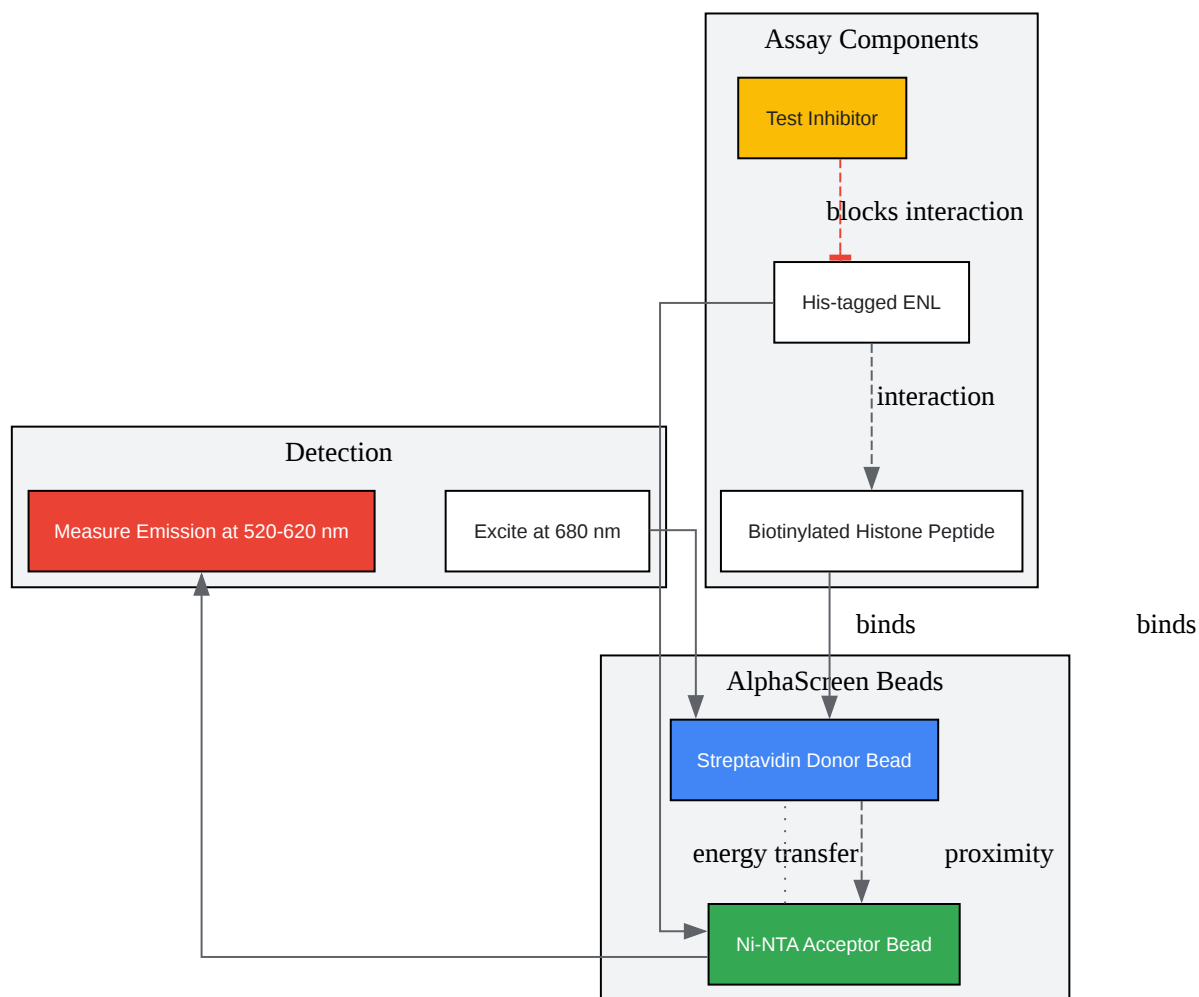 Assay Components
Test Inhibitor
blocks interaction
His-tagged ENL
interaction
Detection
Measure Emission at 520-620 nm
Excite at 680 nm
Biotinylated Histone Peptide
binds
binds
AlphaScreen Beads
Streptavidin Donor Bead
energy transfer
proximity
Ni-NTA Acceptor Bead